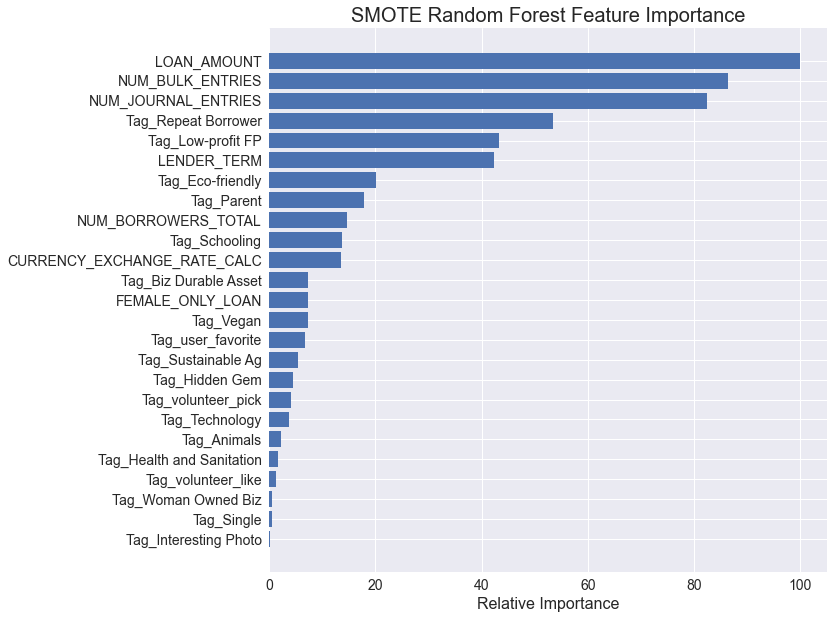 SMOTE Random Forest Feature Importance
LOAN_AMOUNT
NUM_BULK_ENTRIES
NUM_JOURNAL_ENTRIES
Tag_Repeat Borrower
Tag_Low-profit FP
LENDER_TERM
Tag_Eco-friendly
Tag_Parent
NUM_BORROWERS_TOTAL
Tag_Schooling
CURRENCY_EXCHANGE_RATE_CALC
Tag_Biz Durable Asset
FEMALE_ONLY_LOAN
Tag_Vegan
Tag_user_favorite
Tag_Sustainable Ag
Tag_Hidden Gem
Tag_volunteer_pick
Tag_Technology
Tag_Animals
Tag_Health and Sanitation
Tag_volunteer_like
Tag_Woman Owned Biz
Tag_Single
Tag_Interesting Photo
0 20 40 60 80 100
Relative Importance